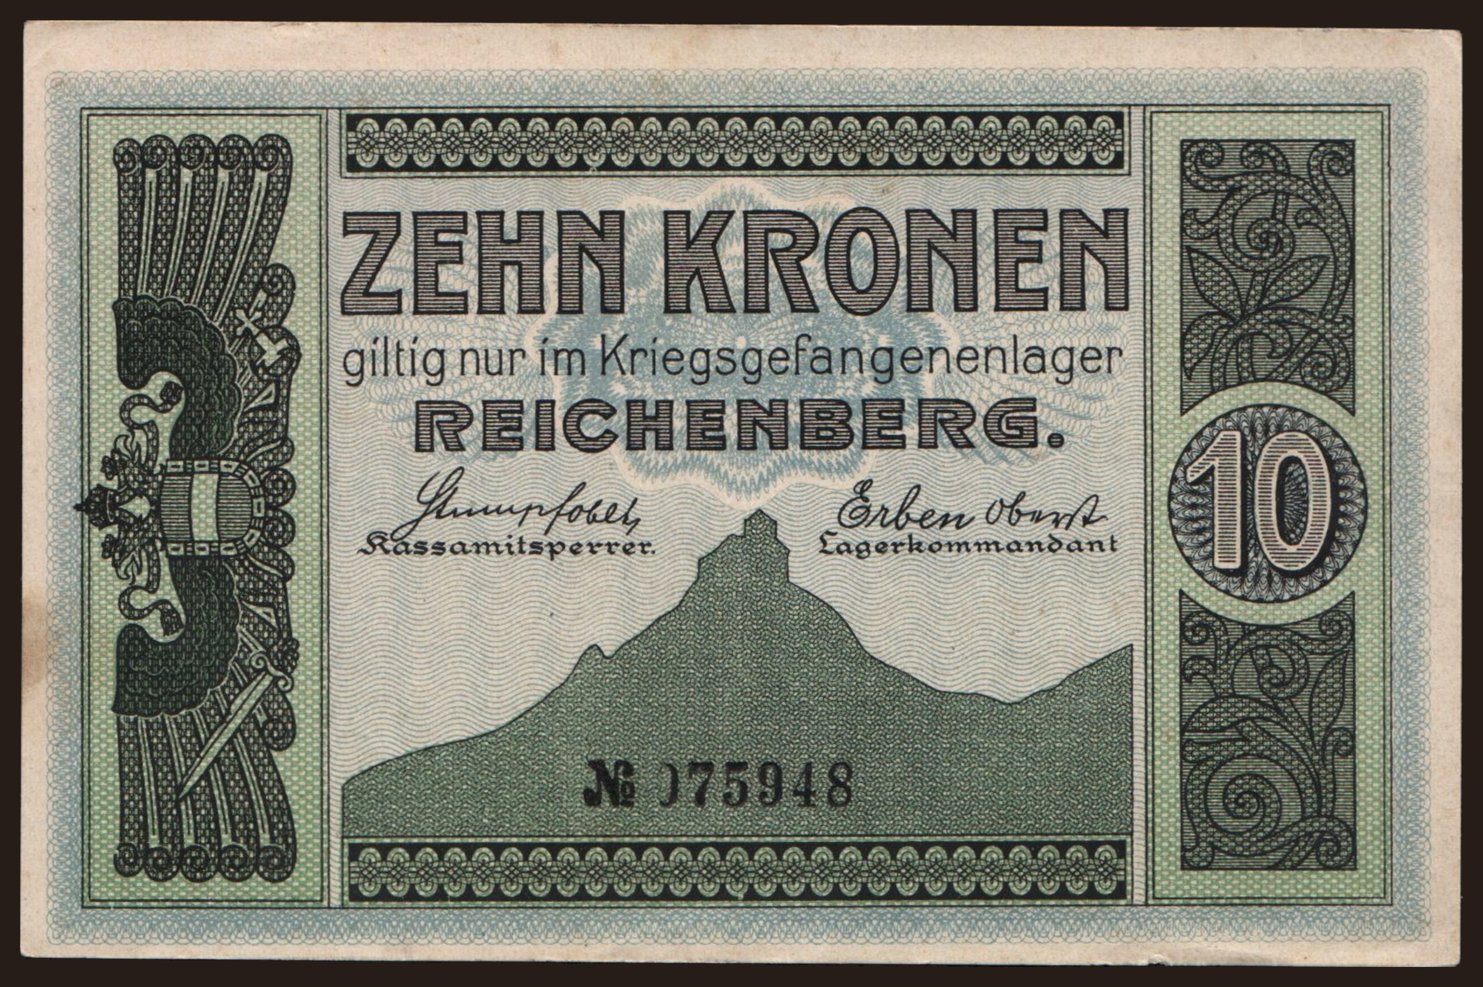 ZEHN KRONEN
giltig nur im Kriegsgefangenenlager
REICHENBERG.
Erben Oberst
Kassamitsperrer. Lagerkommandant
10
№ 075948